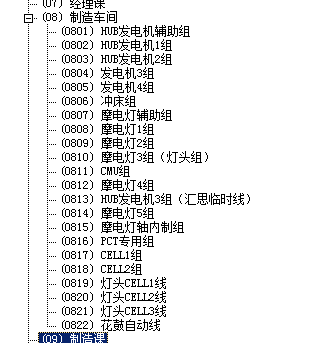 (07) 经理课
(08) 制造车间
(0801) HUB发电机辅助组
(0802) HUB发电机1组
(0803) HUB发电机2组
(0804) 发电机3组
(0805) 发电机4组
(0806) 冲床组
(0807) 摩电灯辅助组
(0808) 摩电灯1组
(0809) 摩电灯2组
(0810) 摩电灯3组（灯头组）
(0811) CMU组
(0812) 摩电灯4组
(0813) HUB发电机3组（汇思临时线）
(0814) 摩电灯5组
(0815) 摩电灯轴内制组
(0816) PCT专用组
(0817) CELL1组
(0818) CELL2组
(0819) 灯头CELL1线
(0820) 灯头CELL2线
(0821) 灯头CELL3线
(0822) 花鼓自动线
(09) 制造课